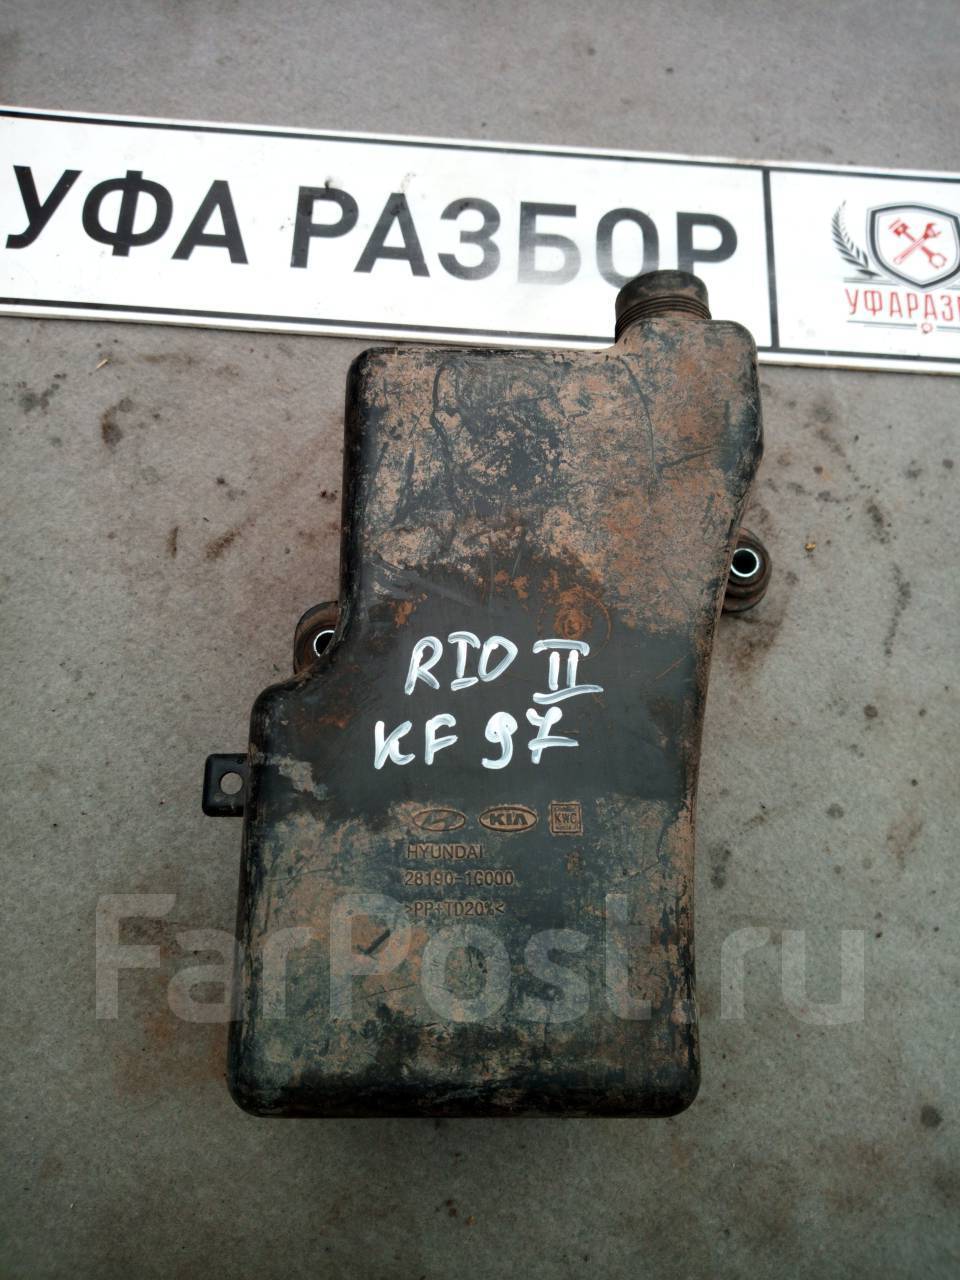 УФА РАЗБОР
УФАРАЗБ
RIO II
KF 97
KIA
KWC
HYUNDAI
28190-1G000
>PP+TD20%<
FarPost.ru